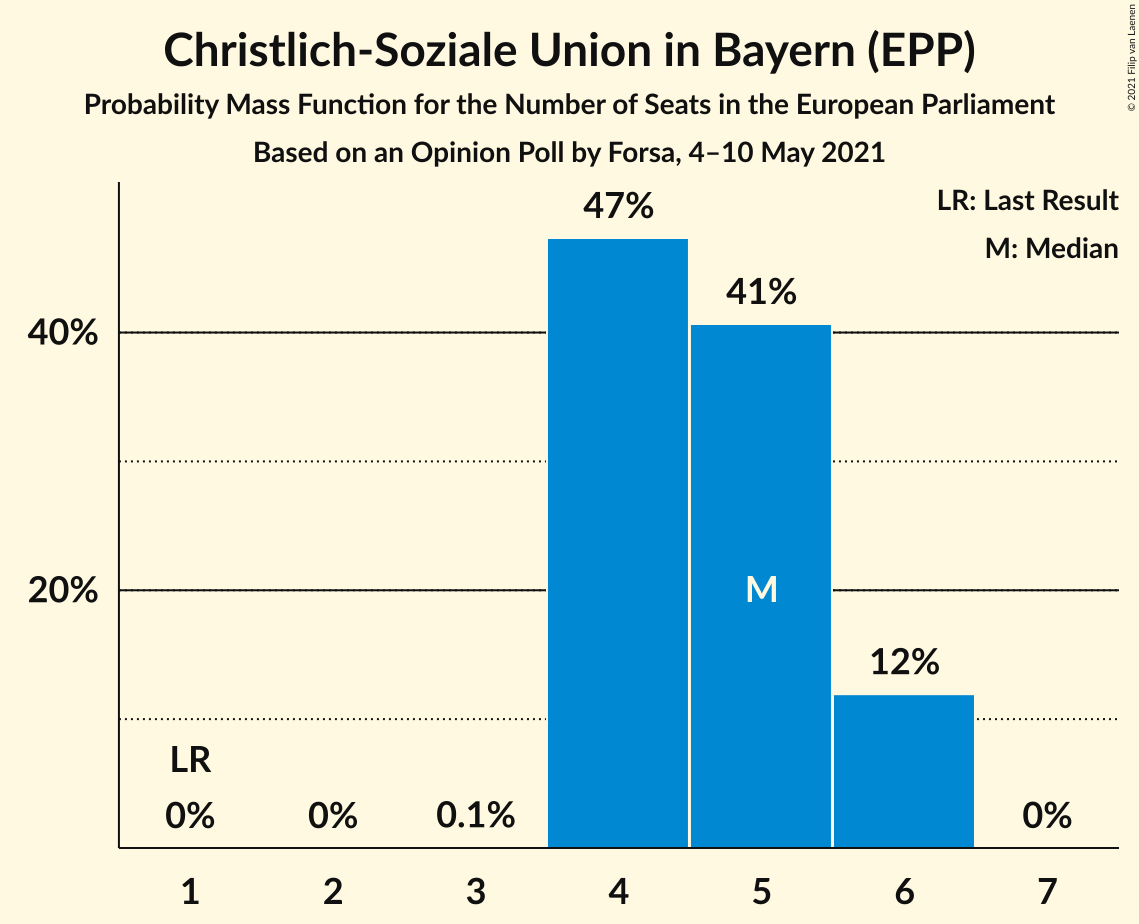 Christlich-Soziale Union in Bayern (EPP)
Probability Mass Function for the Number of Seats in the European Parliament
Based on an Opinion Poll by Forsa, 4–10 May 2021
© 2021 Filip van Laenen
LR: Last Result
M: Median
47%
41%
40%
20%
M
12%
LR
0%
0%
0.1%
0%
1 2 3 4 5 6 7